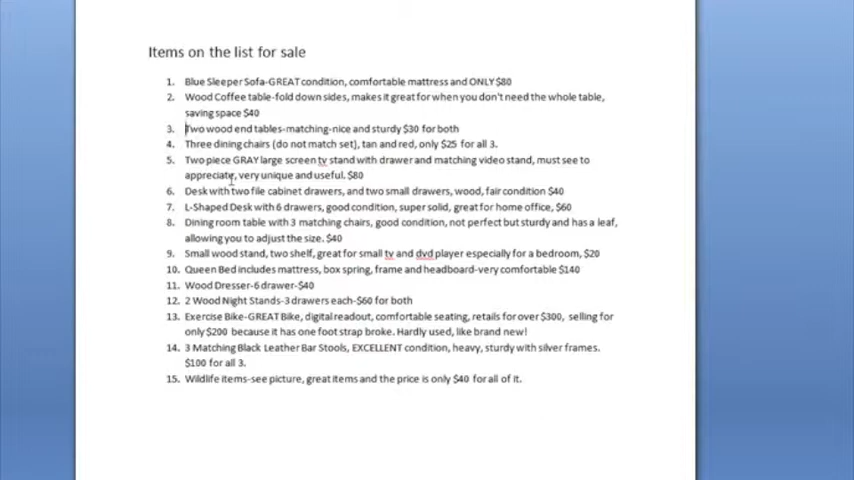 Items on the list for sale
1. Blue Sleeper Sofa-GREAT condition, comfortable mattress and ONLY $80
2. Wood Coffee table-fold down sides, makes it great for when you don't need the whole table,
saving space $40
3. Two wood end tables-matching-nice and sturdy $30 for both
4. Three dining chairs (do not match set), tan and red, only $25 for all 3.
5. Two piece GRAY large screen tv stand with drawer and matching video stand, must see to
appreciate, very unique and useful. $80
6. Desk with two file cabinet drawers, and two small drawers, wood, fair condition $40
7. L-Shaped Desk with 6 drawers, good condition, super solid, great for home office, $60
8. Dining room table with 3 matching chairs, good condition, not perfect but sturdy and has a leaf,
allowing you to adjust the size. $40
9. Small wood stand, two shelf, great for small tv and dvd player especially for a bedroom, $20
10. Queen Bed includes mattress, box spring, frame and headboard-very comfortable $140
11. Wood Dresser-6 drawer-$40
12. 2 Wood Night Stands-3 drawers each-$60 for both
13. Exercise Bike-GREAT Bike, digital readout, comfortable seating, retails for over $300, selling for
only $200 because it has one foot strap broke. Hardly used, like brand new!
14. 3 Matching Black Leather Bar Stools, EXCELLENT condition, heavy, sturdy with silver frames.
$100 for all 3.
15. Wildlife items-see picture, great items and the price is only $40 for all of it.